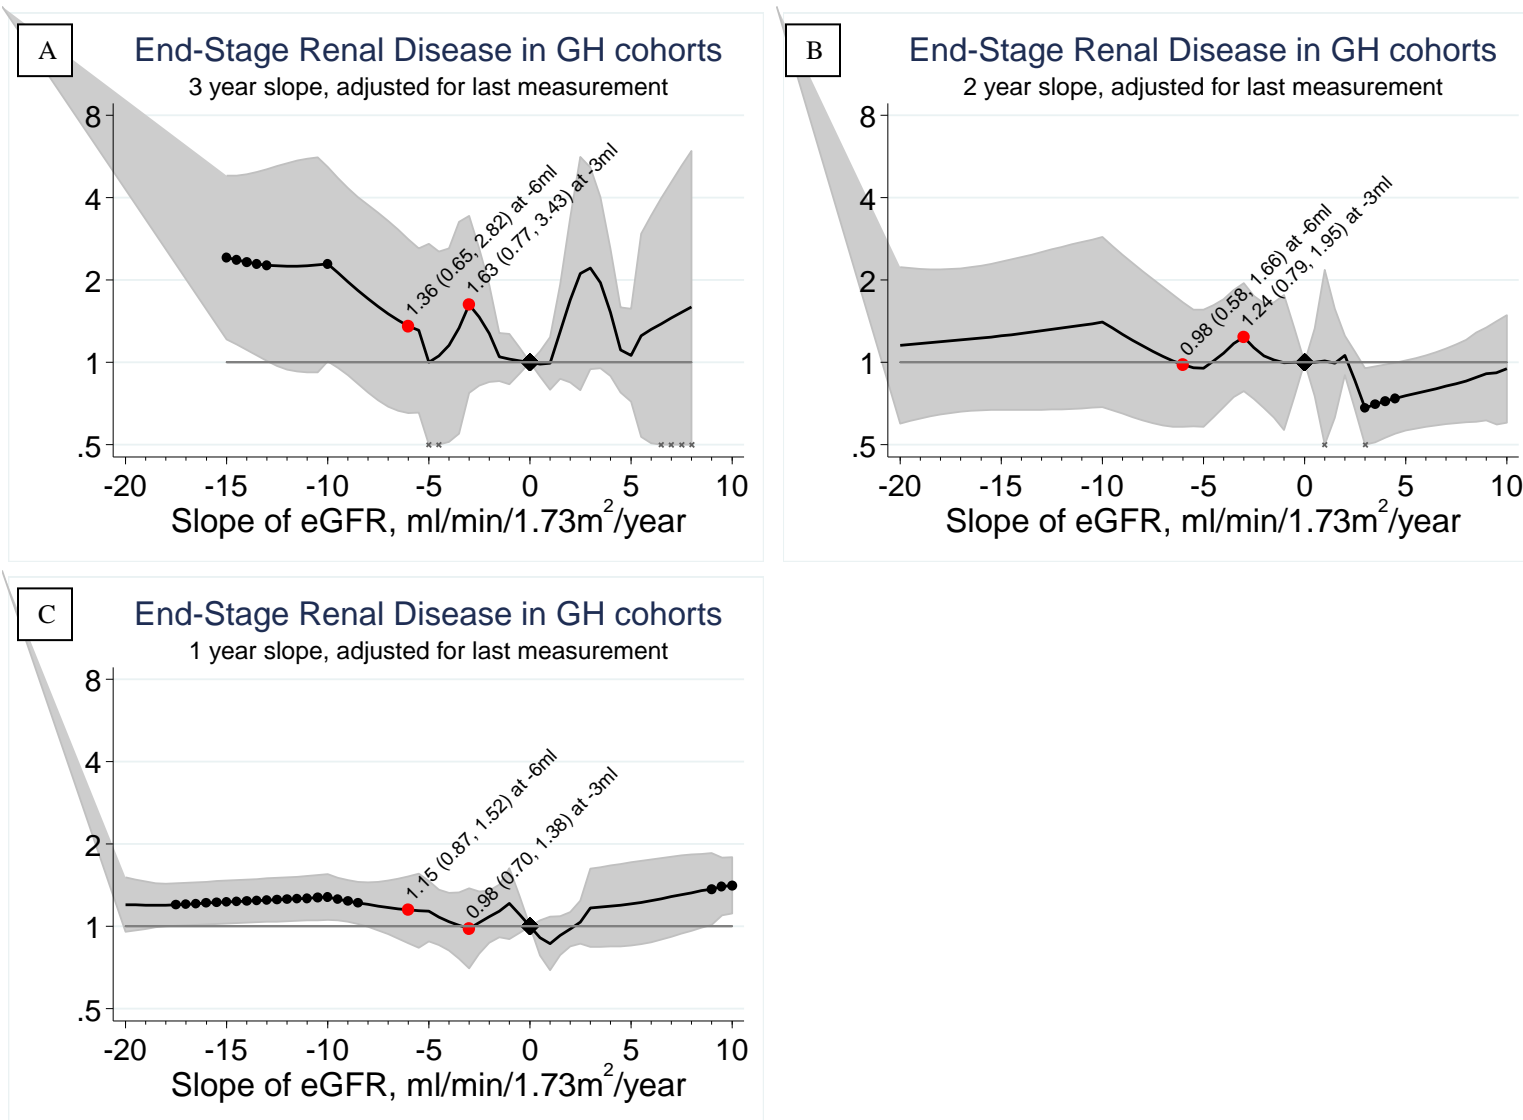 A
End-Stage Renal Disease in GH cohorts
3 year slope, adjusted for last measurement
8
4
2
1
.5
1.36 (0.65, 2.82) at -6ml
1.63 (0.77, 3.43) at -3ml
-20 -15 -10 -5 0 5 10
Slope of eGFR, ml/min/1.73m²/year
B
End-Stage Renal Disease in GH cohorts
2 year slope, adjusted for last measurement
8
4
2
1
.5
0.98 (0.58, 1.66) at -6ml
1.24 (0.79, 1.95) at -3ml
-20 -15 -10 -5 0 5 10
Slope of eGFR, ml/min/1.73m²/year
C
End-Stage Renal Disease in GH cohorts
1 year slope, adjusted for last measurement
8
4
2
1
.5
1.15 (0.87, 1.52) at -6ml
0.98 (0.70, 1.38) at -3ml
-20 -15 -10 -5 0 5 10
Slope of eGFR, ml/min/1.73m²/year